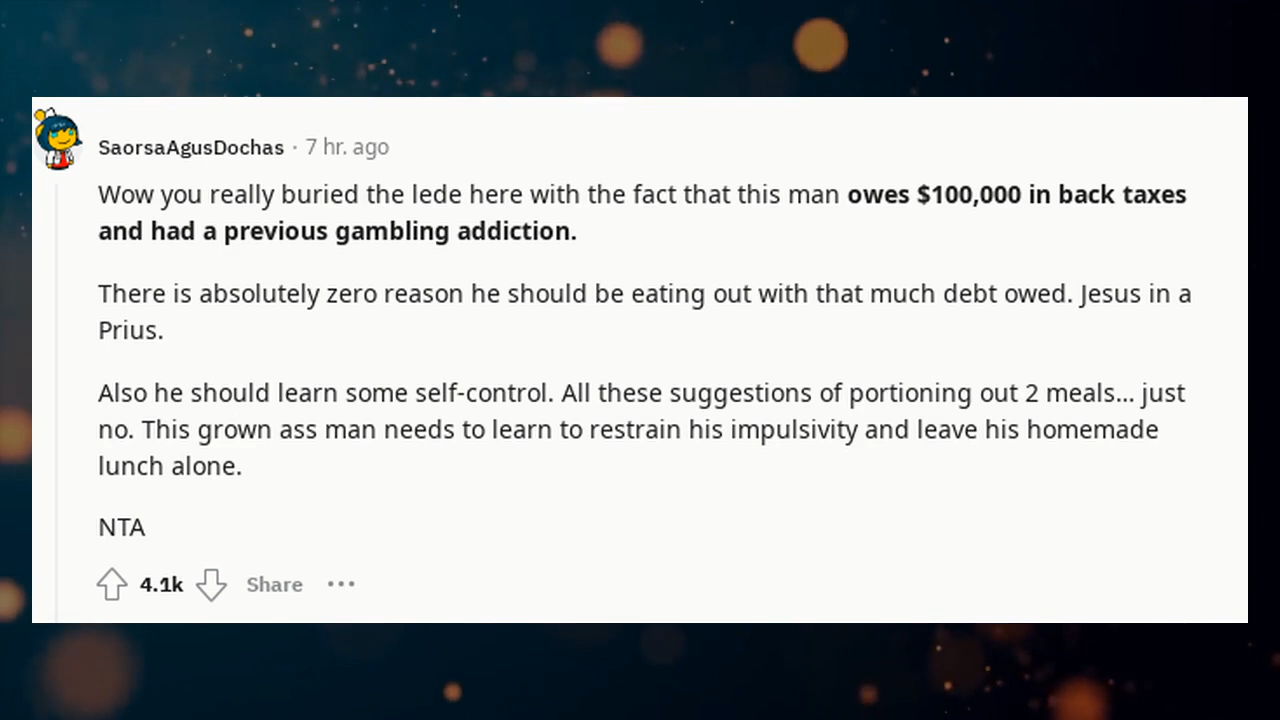 SaorsaAgusDochas · 7 hr. ago
Wow you really buried the lede here with the fact that this man owes $100,000 in back taxes
and had a previous gambling addiction.
There is absolutely zero reason he should be eating out with that much debt owed. Jesus in a
Prius.
Also he should learn some self-control. All these suggestions of portioning out 2 meals... just
no. This grown ass man needs to learn to restrain his impulsivity and leave his homemade
lunch alone.
NTA
4.1k Share ...